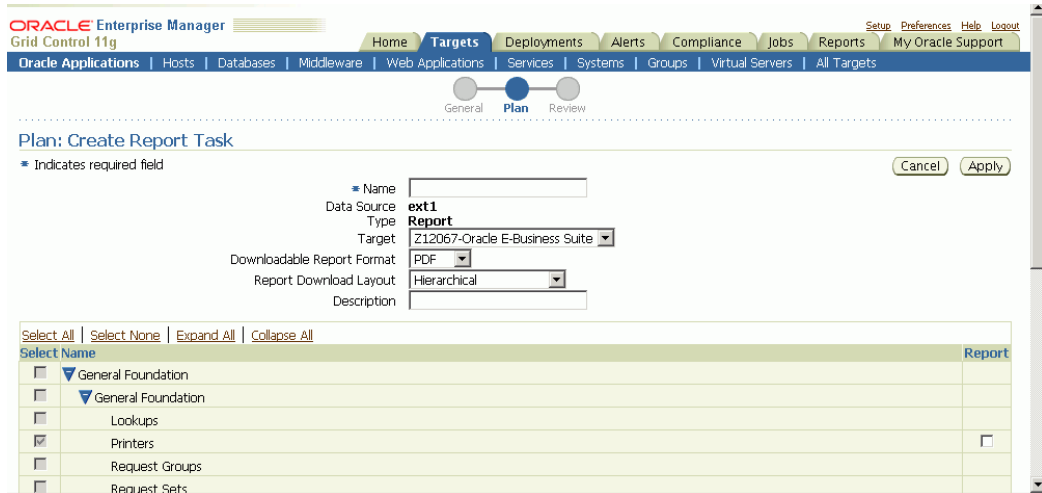 ORACLE Enterprise Manager
Grid Control 11g
Setup Preferences Help Logout
Home Targets Deployments Alerts Compliance Jobs Reports My Oracle Support
Oracle Applications | Hosts | Databases | Middleware | Web Applications | Services | Systems | Groups | Virtual Servers | All Targets
General Plan Review
Plan: Create Report Task
* Indicates required field
Cancel Apply
* Name
Data Source ext1
Type Report
Target Z12067-Oracle E-Business Suite
Downloadable Report Format PDF
Report Download Layout Hierarchical
Description
Select All | Select None | Expand All | Collapse All
Select Name Report
General Foundation
General Foundation
Lookups
Printers
Request Groups
Request Sets